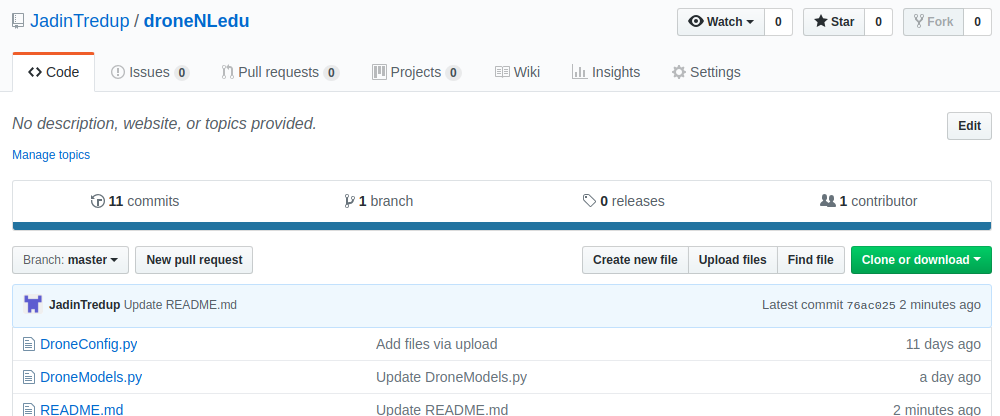 JadinTredup / droneNLedu
Watch 0 Star 0 Fork 0
Code Issues 0 Pull requests 0 Projects 0 Wiki Insights Settings
No description, website, or topics provided. Edit
Manage topics
11 commits 1 branch 0 releases 1 contributor
Branch: master New pull request Create new file Upload files Find file Clone or download
JadinTredup Update README.md Latest commit 76ac025 2 minutes ago
DroneConfig.py Add files via upload 11 days ago
DroneModels.py Update DroneModels.py a day ago
README.md Update README.md 2 minutes ago